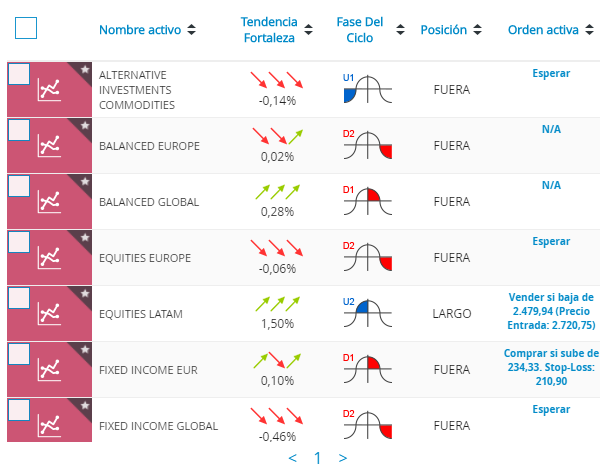 Nombre activo
Tendencia
Fortaleza
Fase Del
Ciclo
Posición
Orden activa
ALTERNATIVE
INVESTMENTS
COMMODITIES
-0,14%
U1
FUERA
Esperar
BALANCED EUROPE
0,02%
D2
FUERA
N/A
BALANCED GLOBAL
0,28%
D1
FUERA
N/A
EQUITIES EUROPE
-0,06%
D2
FUERA
Esperar
EQUITIES LATAM
1,50%
U2
LARGO
Vender si baja de
2.479,94 (Precio
Entrada: 2.720,75)
FIXED INCOME EUR
0,10%
D1
FUERA
Comprar si sube de
234,33. Stop-Loss:
210,90
FIXED INCOME GLOBAL
-0,46%
D2
FUERA
Esperar
< 1 >